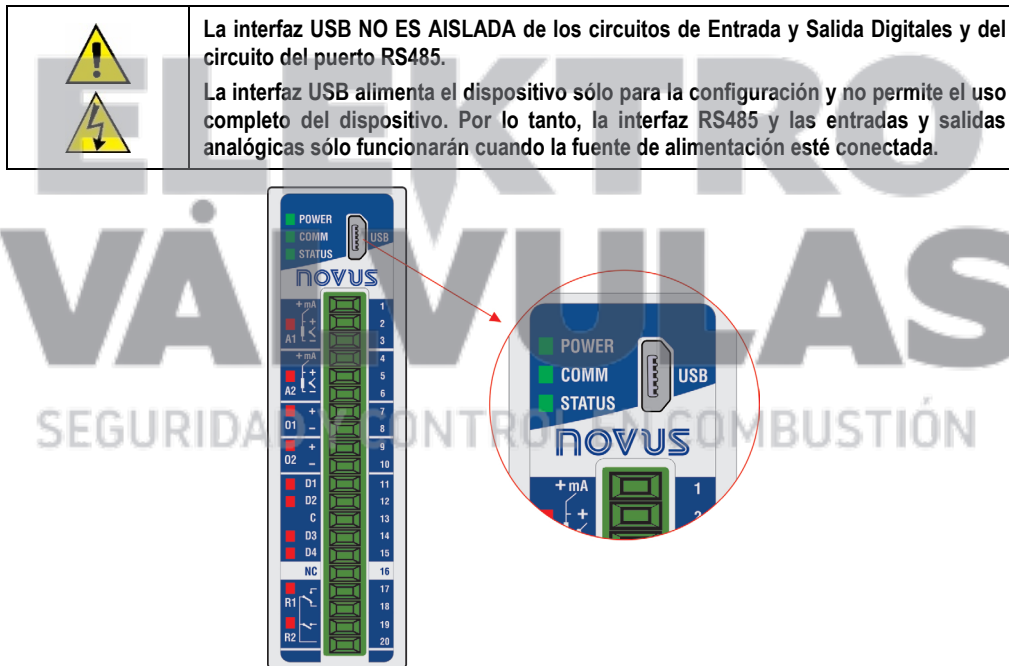 La interfaz USB NO ES AISLADA de los circuitos de Entrada y Salida Digitales y del
circuito del puerto RS485.
La interfaz USB alimenta el dispositivo sólo para la configuración y no permite el uso
completo del dispositivo. Por lo tanto, la interfaz RS485 y las entradas y salidas
analógicas sólo funcionarán cuando la fuente de alimentación esté conectada.
ELEKTRO
VÁLVULAS
SEGURIDAD Y CONTROL EN COMBUSTIÓN
POWER
COMM USB
STATUS
novus
+mA 1
+ 2
A1 - 3
+mA 4
+ 5
A2 - 6
+ 7
O1 - 8
+ 9
O2 - 10
D1 11
D2 12
C 13
D3 14
D4 15
NC 16
17
R1 18
19
R2 20
POWER
COMM USB
STATUS
novus
+mA 1
+ 2